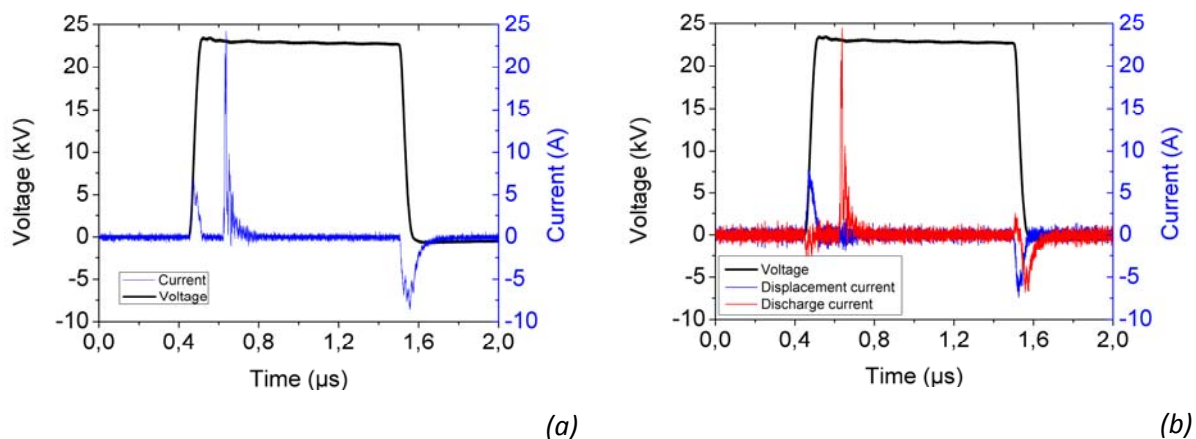 25
20
15
10
5
0
-5
-10
Voltage (kV)
Current
Voltage
25
20
15
10
5
0
-5
-10
Current (A)
0,0 0,4 0,8 1,2 1,6 2,0
Time (µs)
(a)
25
20
15
10
5
0
-5
-10
Voltage (kV)
Voltage
Displacement current
Discharge current
25
20
15
10
5
0
-5
-10
Current (A)
0,0 0,4 0,8 1,2 1,6 2,0
Time (µs)
(b)